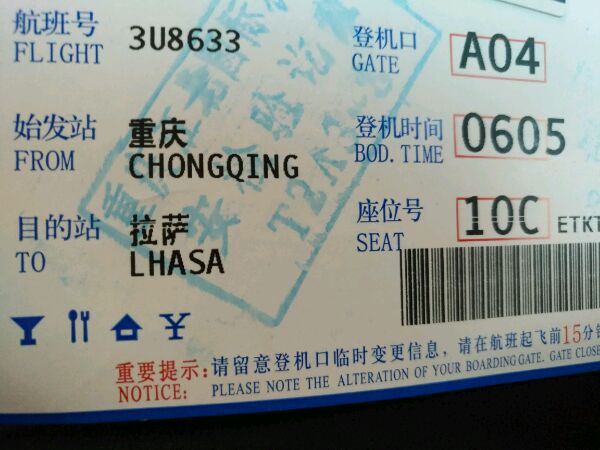 航班号 3U8633 登机口 A04
FLIGHT GATE
始发站 重庆 登机时间 0605
FROM CHONGQING BOD.TIME
目的站 拉萨 座位号 10C ETKT
TO LHASA SEAT
重要提示: 请留意登机口临时变更信息, 请在航班起飞前15分钟
NOTICE: PLEASE NOTE THE ALTERATION OF YOUR BOARDING GATE. GATE CLOSE